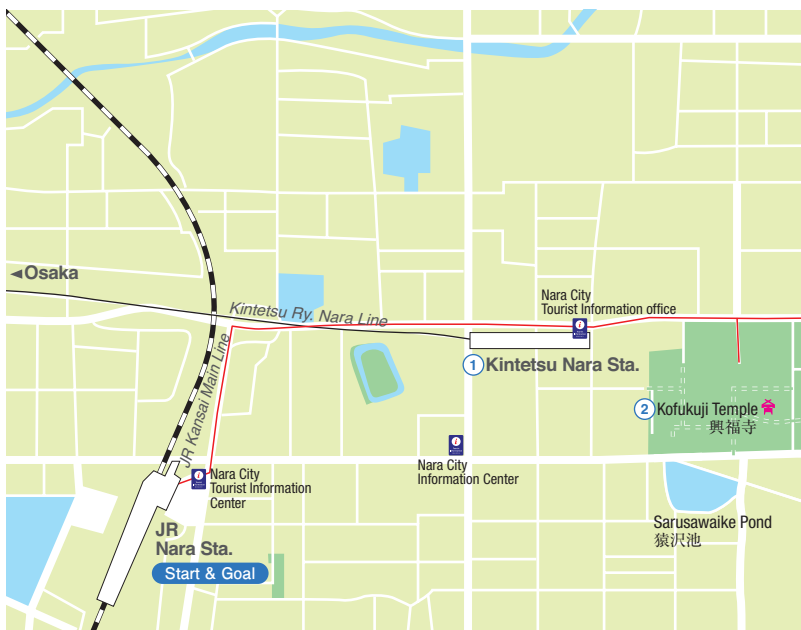 ◄Osaka
Kintetsu Ry. Nara Line
Nara City
Tourist Information office
1 Kintetsu Nara Sta.
JR Kansai Main Line
2 Kofukuji Temple
興福寺
Nara City
Information Center
Nara City
Tourist Information
Center
JR
Nara Sta.
Start & Goal
Sarusawaike Pond
猿沢池